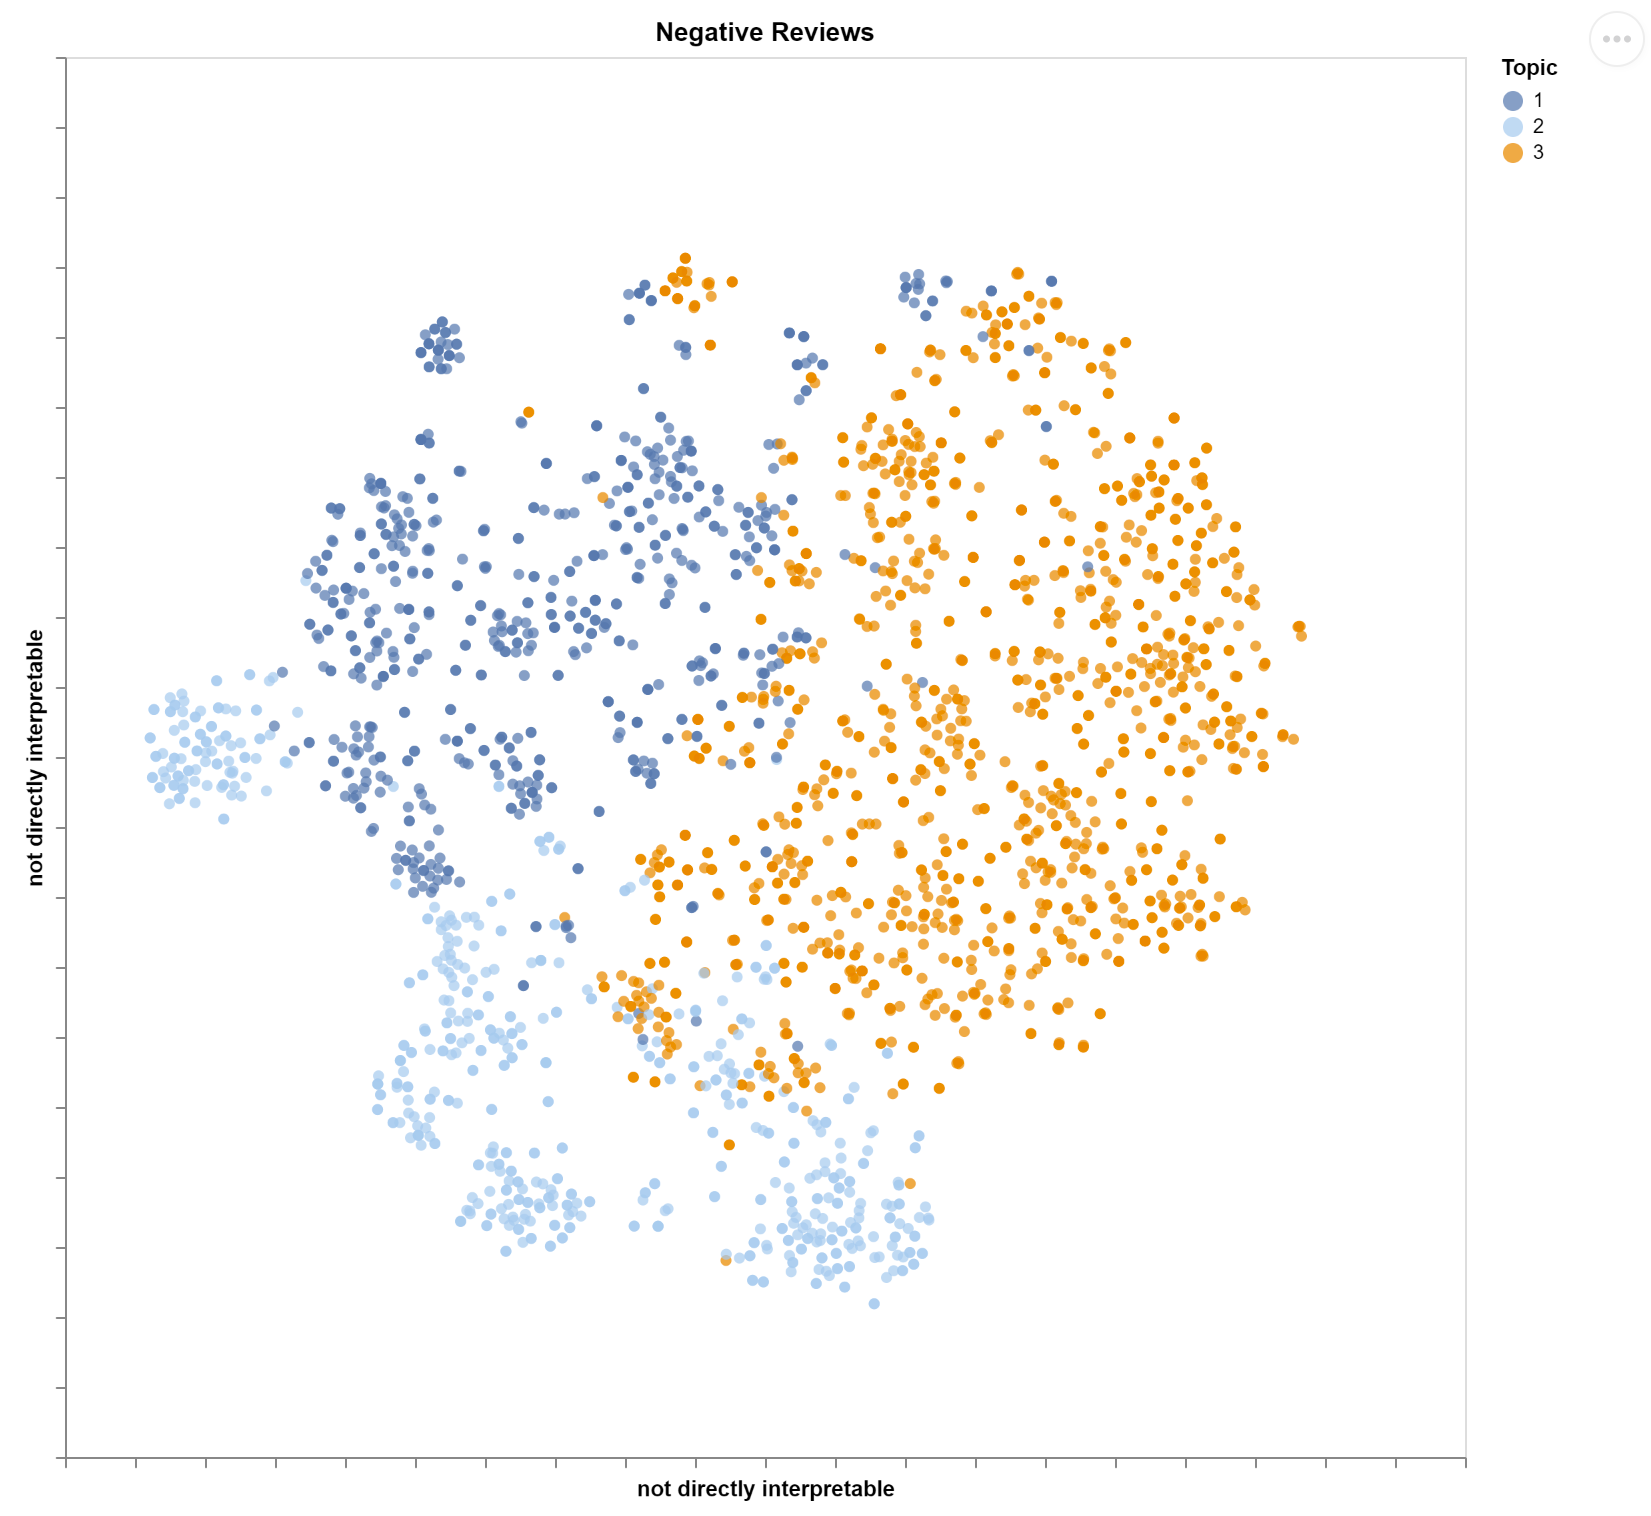 Negative Reviews
Topic
1
2
3
not directly interpretable
not directly interpretable